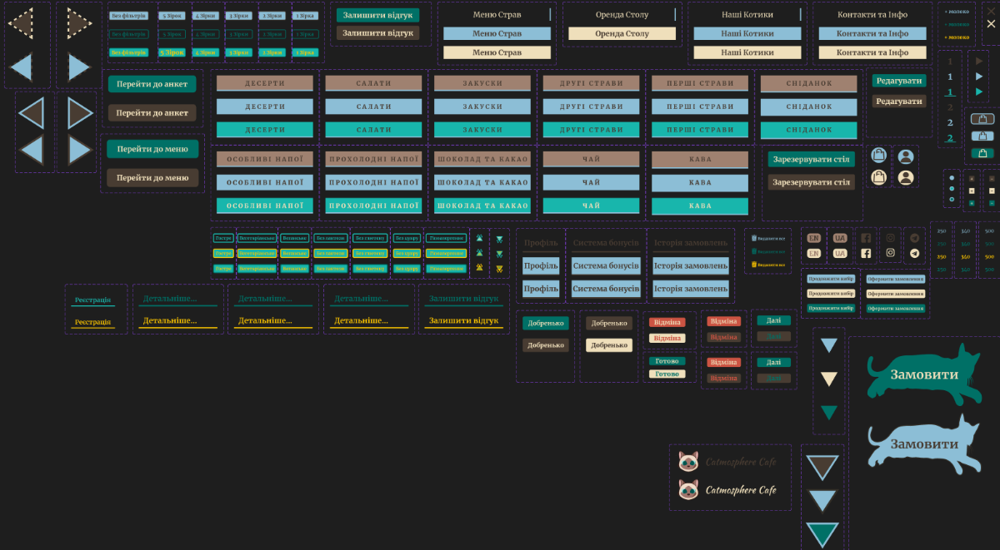 Без фільтрів 5 Зірок 4 Зірки 3 Зірки 2 Зірки 1 Зірка
Без фільтрів 5 Зірок 4 Зірки 3 Зірки 2 Зірки 1 Зірка
Без фільтрів 5 Зірок 4 Зірки 3 Зірки 2 Зірки 1 Зірка
Залишити відгук
Залишити відгук
Меню Страв
Меню Страв
Меню Страв
Оренда Столу
Оренда Столу
Наші Котики
Наші Котики
Наші Котики
Контакти та Інфо
Контакти та Інфо
Контакти та Інфо
+ молоко
+ молоко
+ молоко
Перейти до анкет
Перейти до анкет
Перейти до меню
Перейти до меню
ДЕСЕРТИ САЛАТИ ЗАКУСКИ ДРУГІ СТРАВИ ПЕРШІ СТРАВИ СНІДАНОК
ДЕСЕРТИ САЛАТИ ЗАКУСКИ ДРУГІ СТРАВИ ПЕРШІ СТРАВИ СНІДАНОК
ДЕСЕРТИ САЛАТИ ЗАКУСКИ ДРУГІ СТРАВИ ПЕРШІ СТРАВИ СНІДАНОК
ОСОБЛИВІ НАПОЇ ПРОХОЛОДНІ НАПОЇ ШОКОЛАД ТА КАКАО ЧАЙ КАВА
ОСОБЛИВІ НАПОЇ ПРОХОЛОДНІ НАПОЇ ШОКОЛАД ТА КАКАО ЧАЙ КАВА
ОСОБЛИВІ НАПОЇ ПРОХОЛОДНІ НАПОЇ ШОКОЛАД ТА КАКАО ЧАЙ КАВА
Редагувати
Редагувати
1
1
1
2
2
2
Зарезервувати стіл
Зарезервувати стіл
Гостре Вегетаріанське Веганське Без лактози Без глютену Без цукру
Гостре Вегетаріанське Веганське Без лактози Без глютену Без цукру
Гостре Вегетаріанське Веганське Без лактози Без глютену Без цукру
Профіль Система бонусів Історія замовлень
Профіль Система бонусів Історія замовлень
Профіль Система бонусів Історія замовлень
Видалити все
Видалити все
Видалити все
EN UA
EN UA
250 340 500
250 340 500
250 340 500
250 340 500
Продовжити вибір Оформити замовлення
Продовжити вибір Оформити замовлення
Продовжити вибір Оформити замовлення
Реєстрація
Реєстрація
Детальніше... Детальніше... Детальніше... Залишити відгук
Детальніше... Детальніше... Детальніше... Залишити відгук
Добренько
Добренько
Добренько
Добренько
Відміна
Відміна
Готово
Готово
Відміна
Відміна
Відміна
Відміна
Далі
Далі
Далі
Далі
Замовити
Замовити
Catmosphere Cafe
Catmosphere Cafe